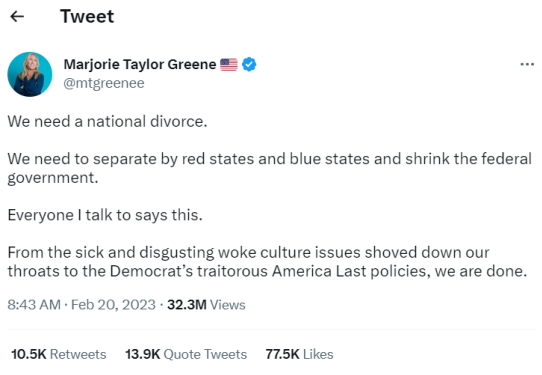 Tweet
Marjorie Taylor Greene 🇺🇸
@mtgreenee
We need a national divorce.
We need to separate by red states and blue states and shrink the federal
government.
Everyone I talk to says this.
From the sick and disgusting woke culture issues shoved down our
throats to the Democrat's traitorous America Last policies, we are done.
8:43 AM · Feb 20, 2023 · 32.3M Views
10.5K Retweets 13.9K Quote Tweets 77.5K Likes